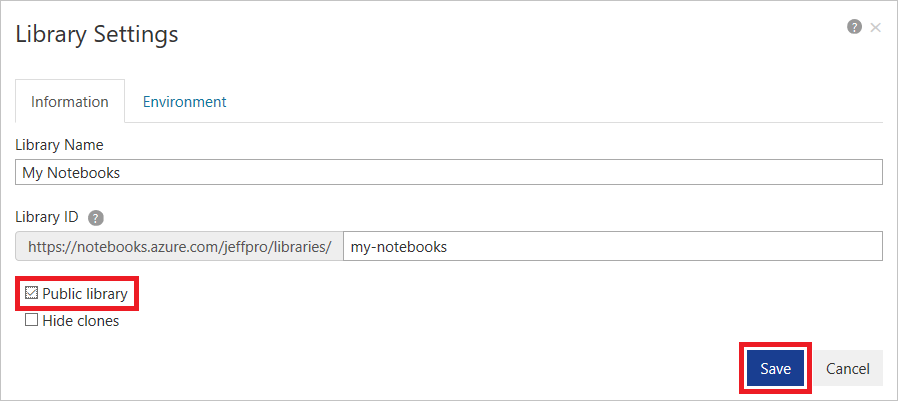 Library Settings
Information
Environment
Library Name
My Notebooks
Library ID ?
https://notebooks.azure.com/jeffpro/libraries/ my-notebooks
Public library
Hide clones
Save
Cancel